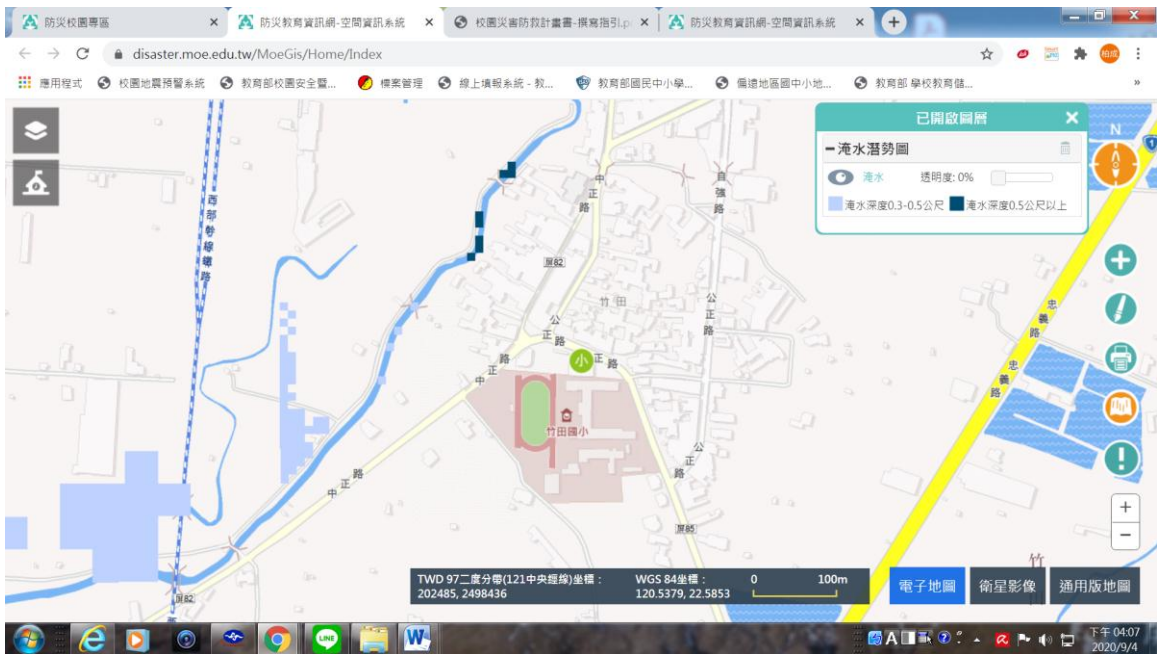 防災校園專區
防災教育資訊網-空間資訊系統
校園災害防救計畫書-撰寫指引.p
防災教育資訊網-空間資訊系統
disaster.moe.edu.tw/MoeGis/Home/Index
柏成
應用程式
校園地震預警系統
教育部校園安全暨...
檔案管理
線上填報系統 - 教...
教育部國民中小學...
偏遠地區國中小地...
教育部 學校教育儲...
»
已開啟圖層
N
1
淹水潛勢圖
淹水
透明度: 0%
淹水深度0.3-0.5公尺
淹水深度0.5公尺以上
西部幹線鐵路
中正路
自強路
屏82
竹田
公正路
公正路
忠義路
中正路
小
忠義路
竹田國小
公正路
中正路
屏85
屏82
竹
TWD 97二度分帶(121中央經線)坐標：
202485, 2498436
WGS 84坐標：
120.5379, 22.5853
0
100m
電子地圖
衛星影像
通用版地圖
LINE
W
A
下午 04:07
2020/9/4